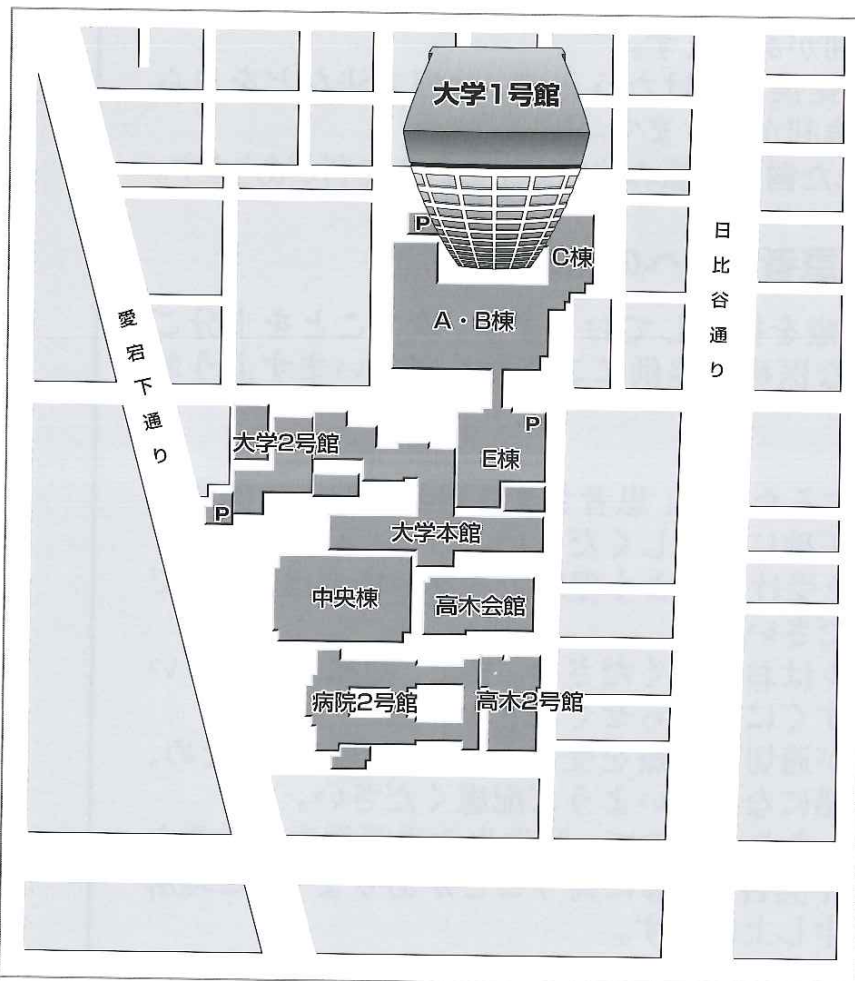 大学1号館
P
C棟
A・B棟
日比谷通り
愛宕下通り
P
大学2号館
E棟
P
大学本館
中央棟
高木会館
病院2号館
高木2号館